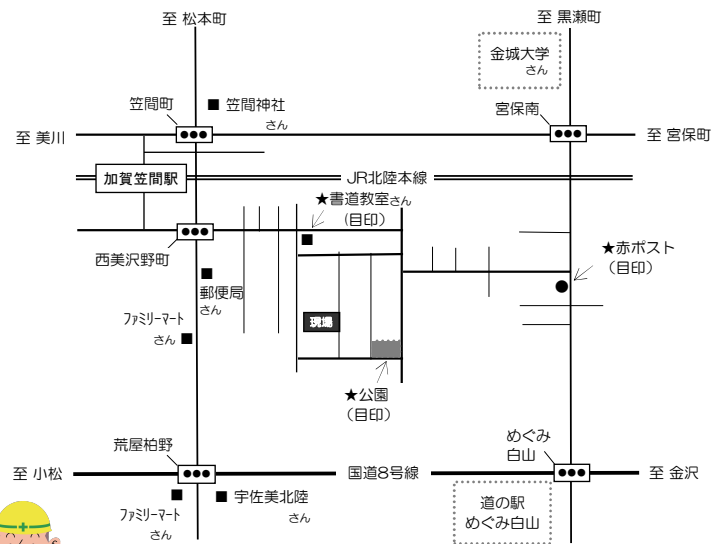 至 松本町
至 黒瀬町
金城大学
さん
笠間町
笠間神社
さん
宮保南
至 美川
至 宮保町
加賀笠間駅
JR北陸本線
★書道教室さん
(目印)
西美沢野町
★赤ポスト
(目印)
郵便局
さん
ﾌｧﾐﾘｰﾏｰﾄ
さん
現場
★公園
(目印)
荒屋柏野
めぐみ
白山
至 小松
国道8号線
至 金沢
ﾌｧﾐﾘｰﾏｰﾄ
さん
宇佐美北陸
さん
道の駅
めぐみ白山